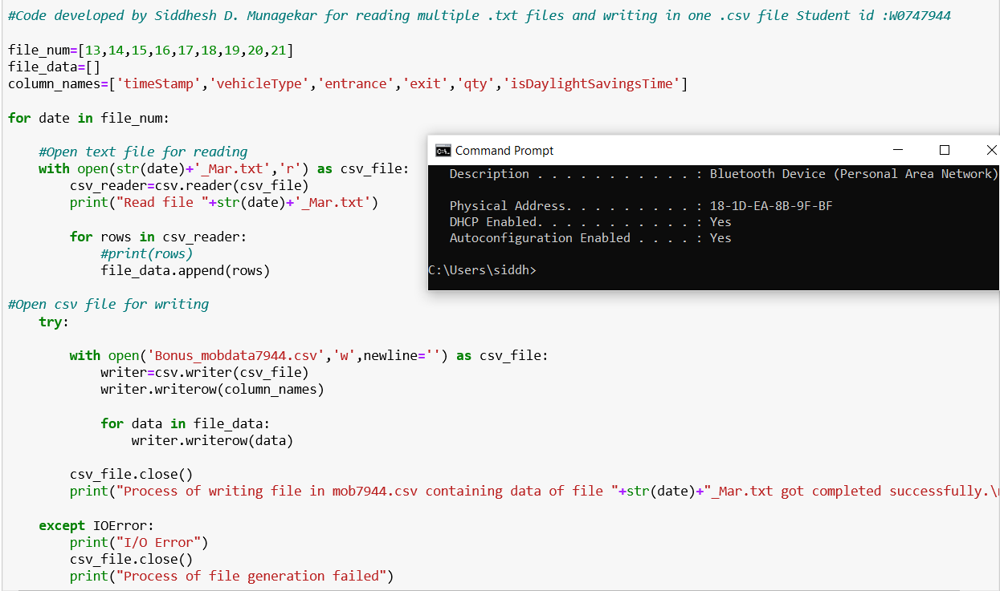 #Code developed by Siddhesh D. Munagekar for reading multiple .txt files and writing in one .csv file Student id :W0747944
file_num=[13,14,15,16,17,18,19,20,21]
file_data=[]
column_names=['timeStamp','vehicleType','entrance','exit','qty','isDaylightSavingsTime']
for date in file_num:
#Open text file for reading
with open(str(date)+'_Mar.txt','r') as csv_file:
csv_reader=csv.reader(csv_file)
print("Read file "+str(date)+'_Mar.txt')
for rows in csv_reader:
#print(rows)
file_data.append(rows)
Command Prompt
Description . . . . . . . . . . . : Bluetooth Device (Personal Area Network)
Physical Address. . . . . . . . . : 18-1D-EA-8B-9F-BF
DHCP Enabled. . . . . . . . . . . : Yes
Autoconfiguration Enabled . . . . : Yes
C:\Users\siddh>
#Open csv file for writing
try:
with open('Bonus_mobdata7944.csv','w',newline='') as csv_file:
writer=csv.writer(csv_file)
writer.writerow(column_names)
for data in file_data:
writer.writerow(data)
csv_file.close()
print("Process of writing file in mob7944.csv containing data of file "+str(date)+"_Mar.txt got completed successfully.\
except IOError:
print("I/O Error")
csv_file.close()
print("Process of file generation failed")